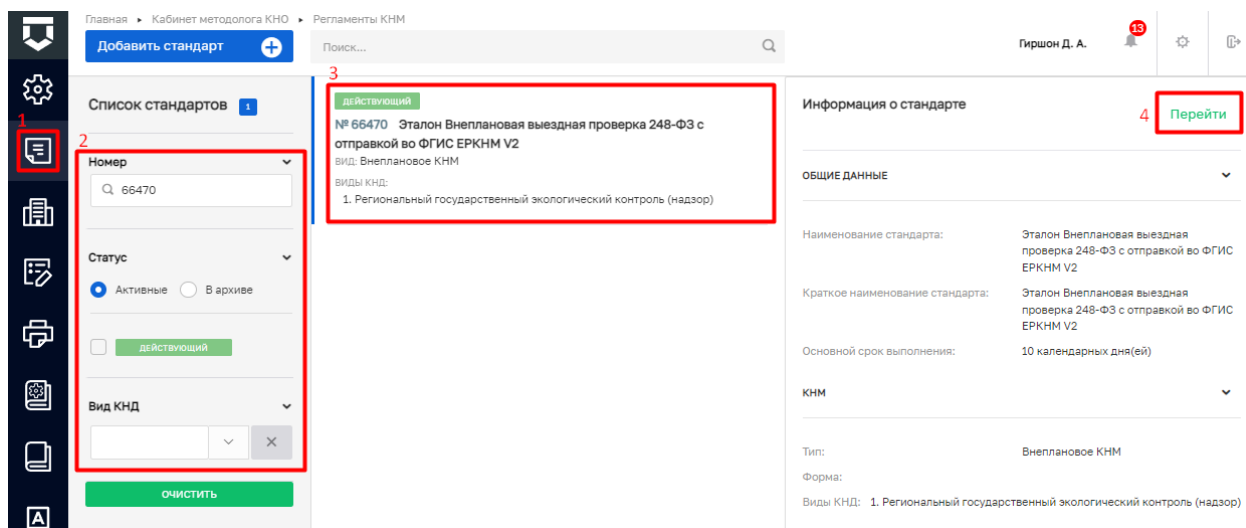 Главная ▸ Кабинет методолога КНО ▸ Регламенты КНМ
Добавить стандарт
Поиск...
Гиршон Д. А.
13
1
Список стандартов 1
2
Номер
66470
Статус
Активные В архиве
ДЕЙСТВУЮЩИЙ
Вид КНД
ОЧИСТИТЬ
3
ДЕЙСТВУЮЩИЙ
№ 66470 Эталон Внеплановая выездная проверка 248-ФЗ с
отправкой во ФГИС ЕРКНМ V2
ВИД: Внеплановое КНМ
ВИДЫ КНД:
1. Региональный государственный экологический контроль (надзор)
Информация о стандарте
4 Перейти
ОБЩИЕ ДАННЫЕ
Наименование стандарта: Эталон Внеплановая выездная
проверка 248-ФЗ с отправкой во ФГИС
ЕРКНМ V2
Краткое наименование стандарта: Эталон Внеплановая выездная
проверка 248-ФЗ с отправкой во ФГИС
ЕРКНМ V2
Основной срок выполнения: 10 календарных дня(ей)
КНМ
Тип: Внеплановое КНМ
Форма:
Виды КНД: 1. Региональный государственный экологический контроль (надзор)
A